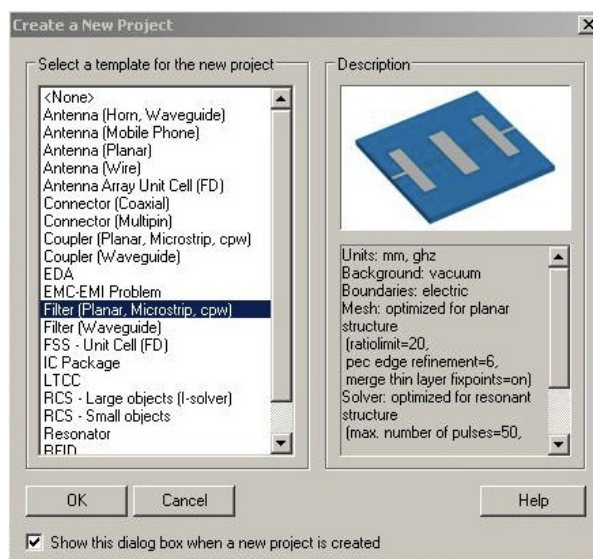 Create a New Project
Select a template for the new project
<None>
Antenna (Horn, Waveguide)
Antenna (Mobile Phone)
Antenna (Planar)
Antenna (Wire)
Antenna Array Unit Cell (FD)
Connector (Coaxial)
Connector (Multipin)
Coupler (Planar, Microstrip, cpw)
Coupler (Waveguide)
EDA
EMC-EMI Problem
Filter (Planar, Microstrip, cpw)
Filter (Waveguide)
FSS - Unit Cell (FD)
IC Package
LTCC
RCS - Large objects (I-solver)
RCS - Small objects
Resonator
RFID
Description
Units: mm, ghz
Background: vacuum
Boundaries: electric
Mesh: optimized for planar
structure
(ratiolimit=20,
pec edge refinement=6,
merge thin layer fixpoints=on)
Solver: optimized for resonant
structure
(max. number of pulses=50,
OK
Cancel
Help
Show this dialog box when a new project is created